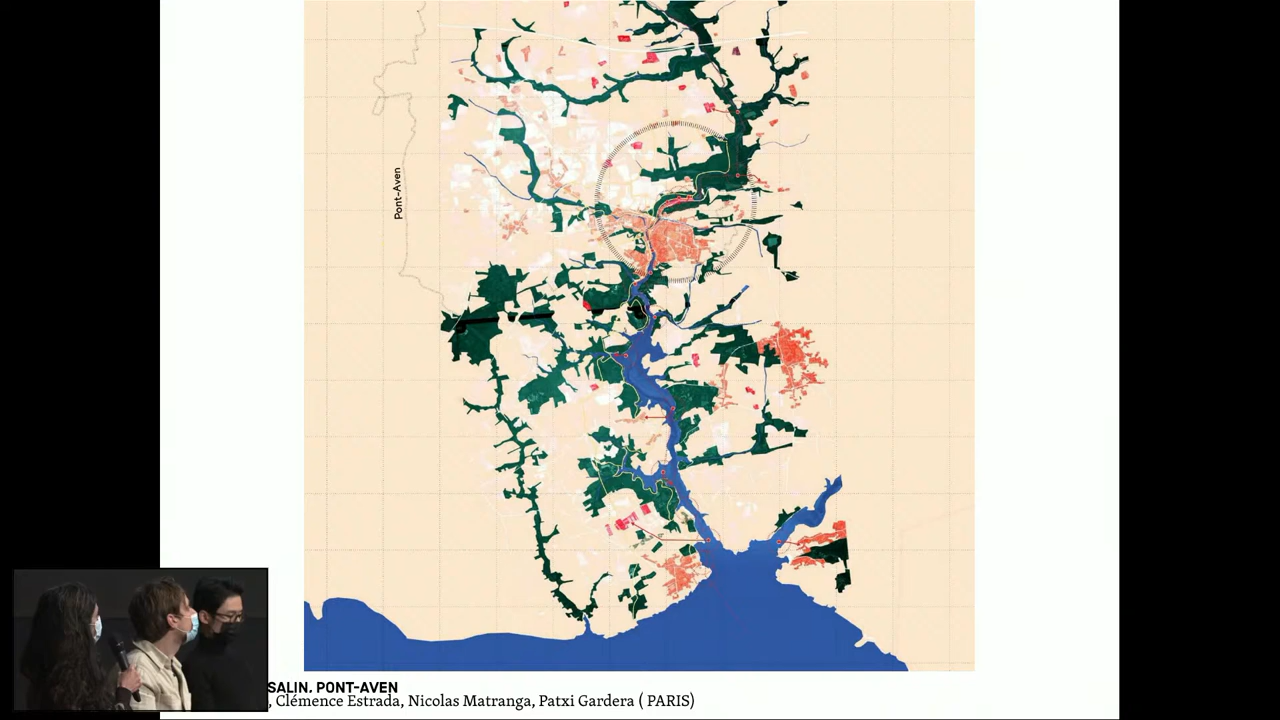 Pont-Aven
SALIN, PONT-AVEN
, Clémence Estrada, Nicolas Matranga, Patxi Gardera ( PARIS)